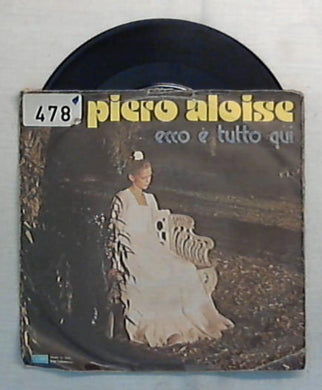 478
piero aloise
ecco è tutto qui